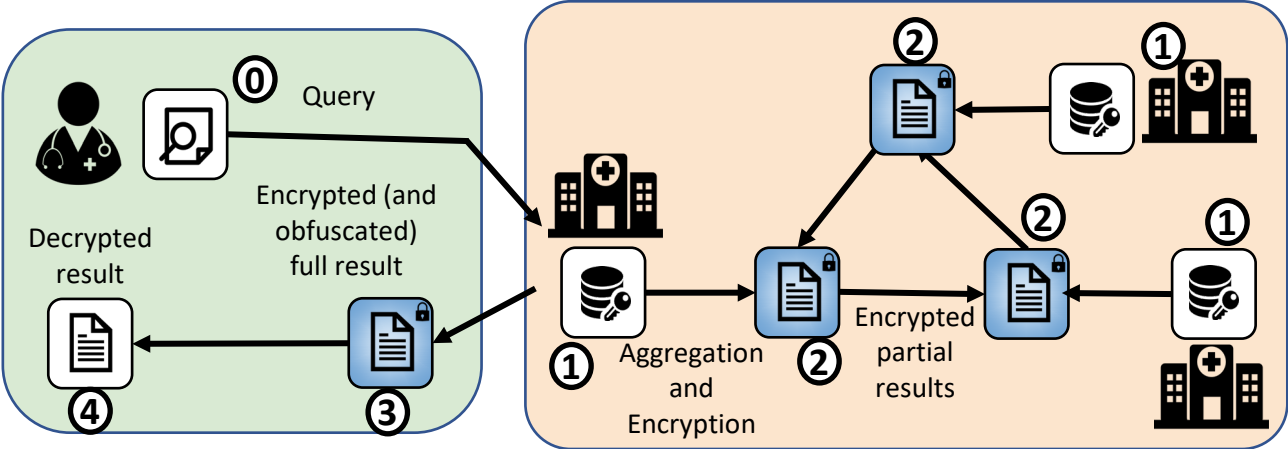 0
Query
Encrypted (and
obfuscated)
full result
Decrypted
result
4
3
2
1
2
1
1
Aggregation
and
Encryption
2
Encrypted
partial
results